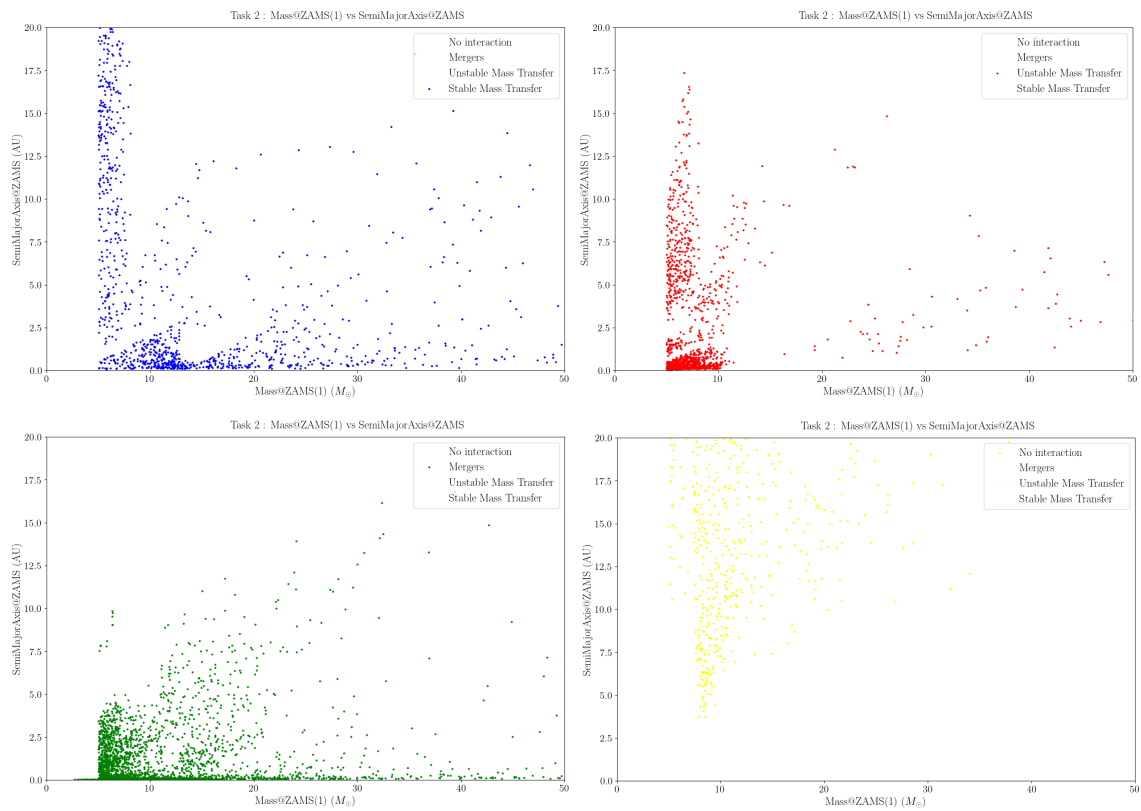 Task 2 : Mass@ZAMS(1) vs SemiMajorAxis@ZAMS
20.0
17.5
15.0
12.5
10.0
7.5
5.0
2.5
0.0
SemiMajorAxis@ZAMS (AU)
No interaction
Mergers
Unstable Mass Transfer
Stable Mass Transfer
0 10 20 30 40 50
Mass@ZAMS(1) (M⊙)
Task 2 : Mass@ZAMS(1) vs SemiMajorAxis@ZAMS
20.0
17.5
15.0
12.5
10.0
7.5
5.0
2.5
0.0
SemiMajorAxis@ZAMS (AU)
No interaction
Mergers
Unstable Mass Transfer
Stable Mass Transfer
0 10 20 30 40 50
Mass@ZAMS(1) (M⊙)
Task 2 : Mass@ZAMS(1) vs SemiMajorAxis@ZAMS
20.0
17.5
15.0
12.5
10.0
7.5
5.0
2.5
0.0
SemiMajorAxis@ZAMS (AU)
No interaction
Mergers
Unstable Mass Transfer
Stable Mass Transfer
0 10 20 30 40 50
Mass@ZAMS(1) (M⊙)
Task 2 : Mass@ZAMS(1) vs SemiMajorAxis@ZAMS
20.0
17.5
15.0
12.5
10.0
7.5
5.0
2.5
0.0
SemiMajorAxis@ZAMS (AU)
No interaction
Mergers
Unstable Mass Transfer
Stable Mass Transfer
0 10 20 30 40 50
Mass@ZAMS(1) (M⊙)